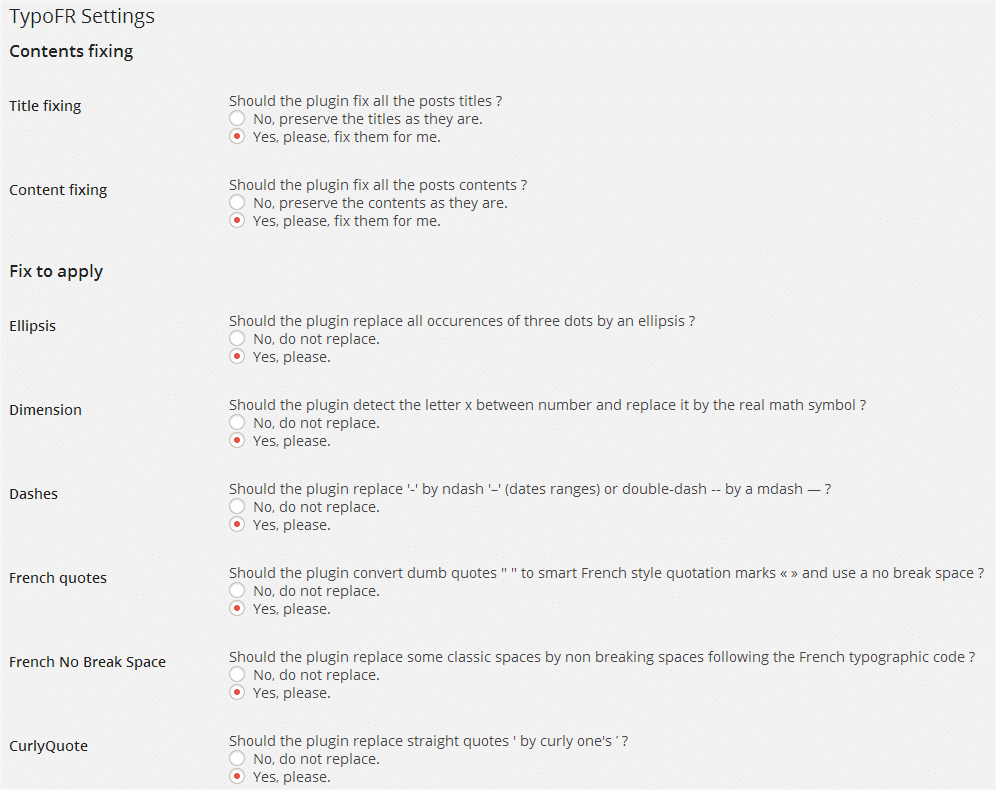 TypoFR Settings
Contents fixing
Title fixing
Should the plugin fix all the posts titles ?
No, preserve the titles as they are.
Yes, please, fix them for me.
Content fixing
Should the plugin fix all the posts contents ?
No, preserve the contents as they are.
Yes, please, fix them for me.
Fix to apply
Ellipsis
Should the plugin replace all occurences of three dots by an ellipsis ?
No, do not replace.
Yes, please.
Dimension
Should the plugin detect the letter x between number and replace it by the real math symbol ?
No, do not replace.
Yes, please.
Dashes
Should the plugin replace '-' by ndash '–' (dates ranges) or double-dash -- by a mdash — ?
No, do not replace.
Yes, please.
French quotes
Should the plugin convert dumb quotes " " to smart French style quotation marks « » and use a no break space ?
No, do not replace.
Yes, please.
French No Break Space
Should the plugin replace some classic spaces by non breaking spaces following the French typographic code ?
No, do not replace.
Yes, please.
CurlyQuote
Should the plugin replace straight quotes ' by curly one's ’ ?
No, do not replace.
Yes, please.